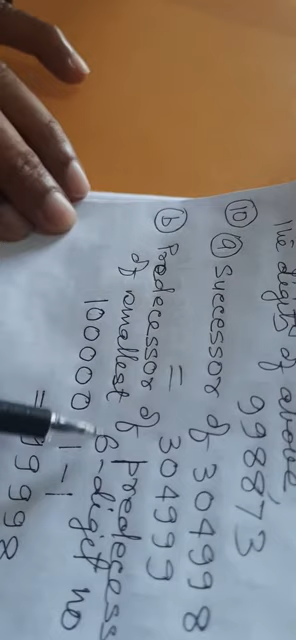 The digits of above,
998873
⑩ ⓐ Successor of 304998
= 304999
ⓑ Predecessor of predecess
of smallest 6-digit no
100000 1-1
= 99998